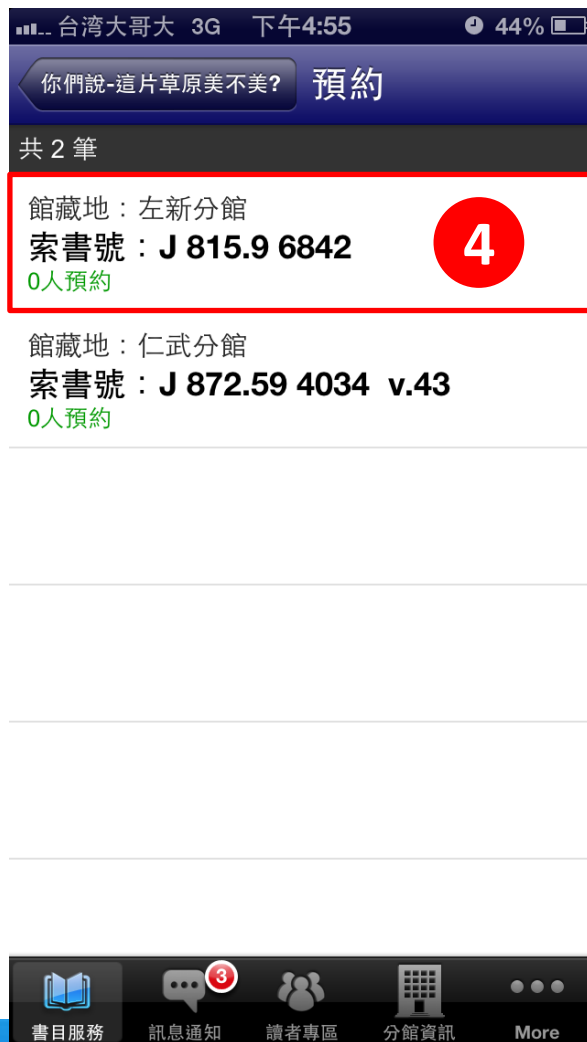 台湾大哥大 3G 下午4:55 44%
你們說-這片草原美不美? 預約
共 2 筆
館藏地：左新分館
索書號：J 815.9 6842
0人預約
4
館藏地：仁武分館
索書號：J 872.59 4034 v.43
0人預約
3
書目服務 訊息通知 讀者專區 分館資訊 More